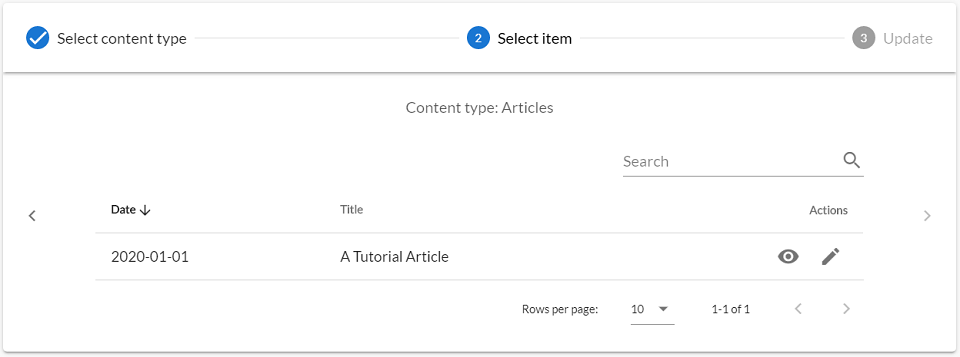 Select content type 2 Select item 3 Update
Content type: Articles
Search
Date Title Actions
2020-01-01 A Tutorial Article
Rows per page: 10 1-1 of 1